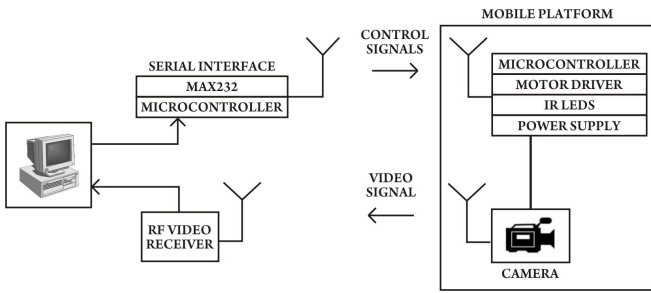 MOBILE PLATFORM
CONTROL
SIGNALS
SERIAL INTERFACE
MAX232
MICROCONTROLLER
MICROCONTROLLER
MOTOR DRIVER
IR LEDS
POWER SUPPLY
VIDEO
SIGNAL
RF VIDEO
RECEIVER
CAMERA